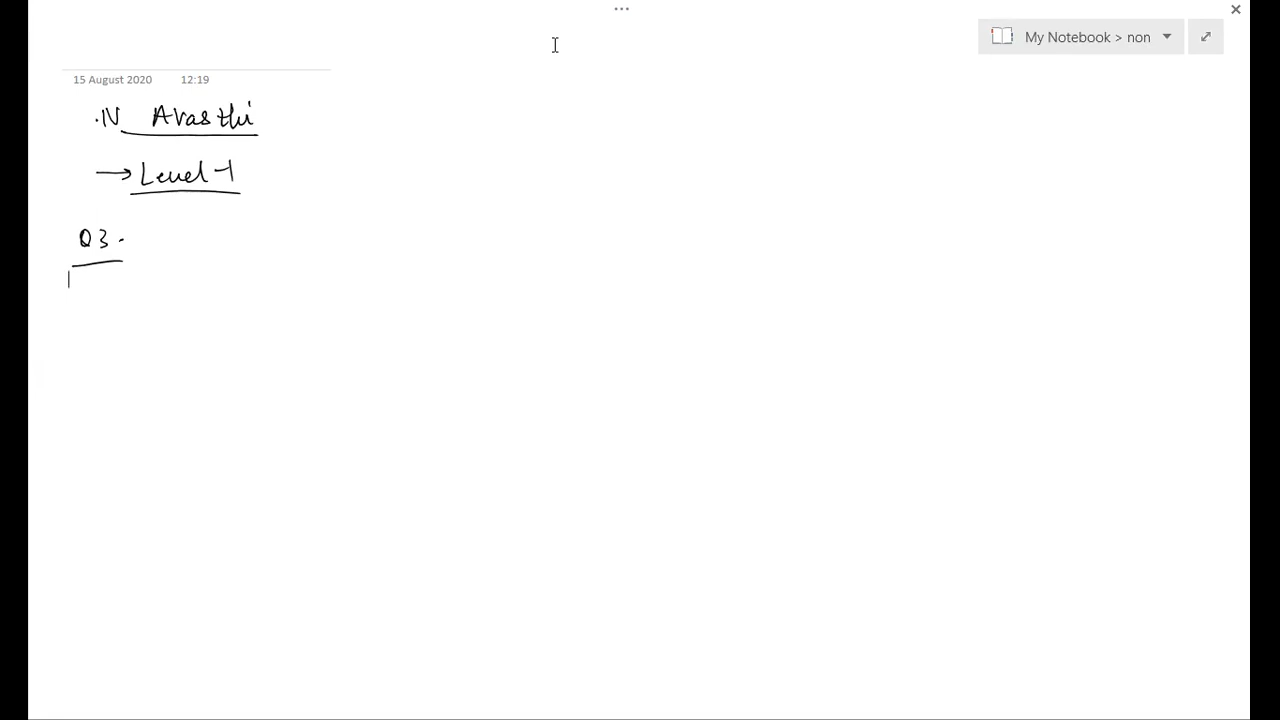 My Notebook > non
15 August 2020 12:19
.N Avasthi
→ Level-1
Q3.